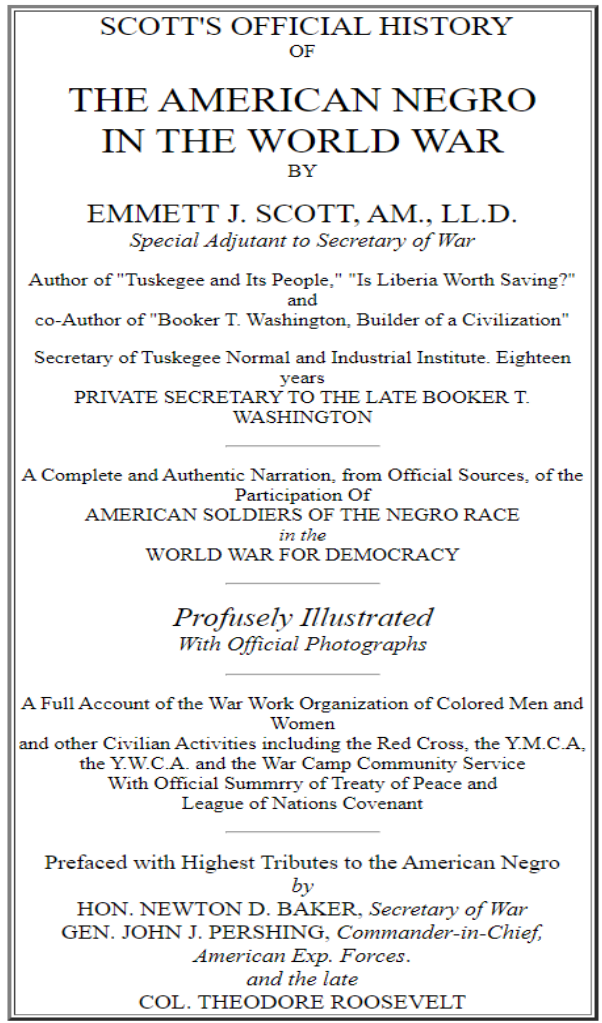 SCOTT'S OFFICIAL HISTORY
OF
THE AMERICAN NEGRO
IN THE WORLD WAR
BY
EMMETT J. SCOTT, AM., LL.D.
Special Adjutant to Secretary of War
Author of "Tuskegee and Its People," "Is Liberia Worth Saving?"
and
co-Author of "Booker T. Washington, Builder of a Civilization"
Secretary of Tuskegee Normal and Industrial Institute. Eighteen
years
PRIVATE SECRETARY TO THE LATE BOOKER T.
WASHINGTON
A Complete and Authentic Narration, from Official Sources, of the
Participation Of
AMERICAN SOLDIERS OF THE NEGRO RACE
in the
WORLD WAR FOR DEMOCRACY
Profusely Illustrated
With Official Photographs
A Full Account of the War Work Organization of Colored Men and
Women
and other Civilian Activities including the Red Cross, the Y.M.C.A,
the Y.W.C.A. and the War Camp Community Service
With Official Summrry of Treaty of Peace and
League of Nations Covenant
Prefaced with Highest Tributes to the American Negro
by
HON. NEWTON D. BAKER, Secretary of War
GEN. JOHN J. PERSHING, Commander-in-Chief,
American Exp. Forces.
and the late
COL. THEODORE ROOSEVELT